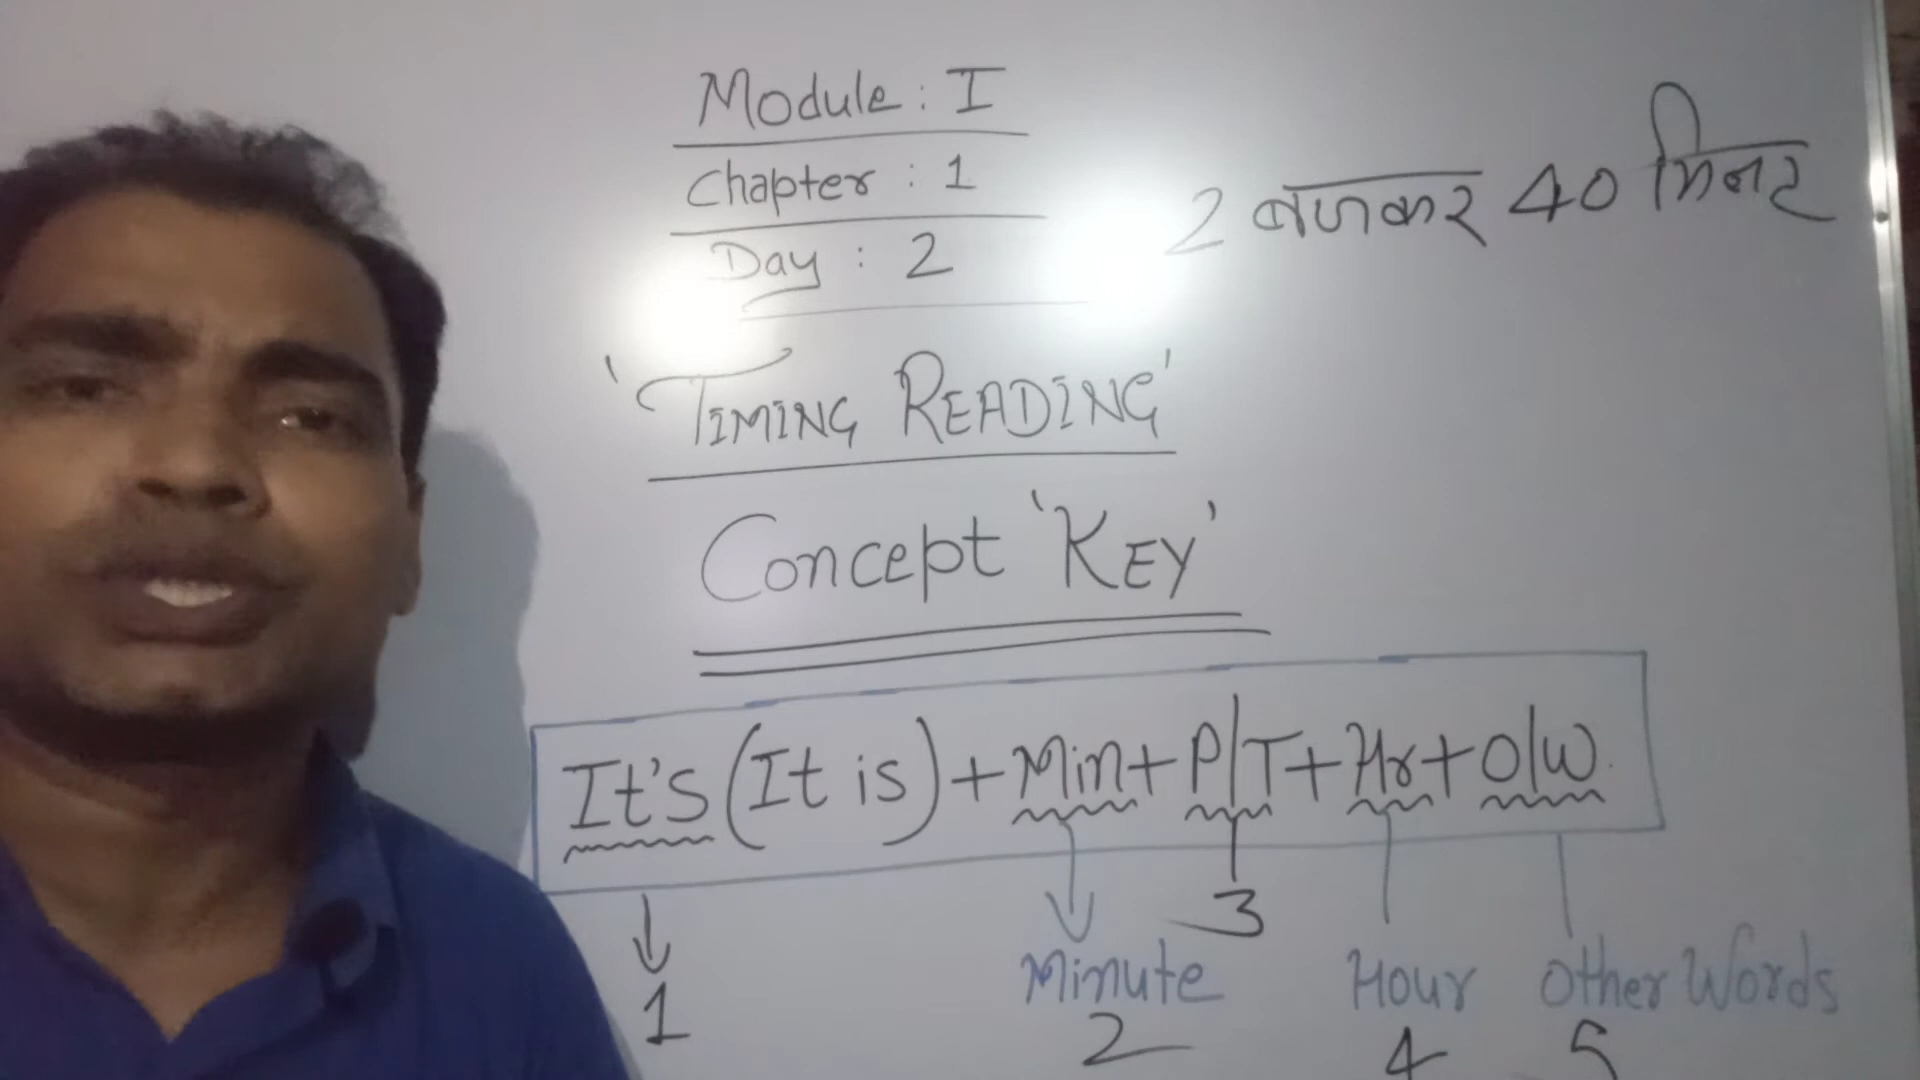 Module : I
Chapter : 1
Day : 2
2 बजकर 40 मिनट
'TIMING READING'
Concept 'KEY'
It's (It is) + Min + P/T + Hr + O/W
3
Minute Hour Other Words
1 2 4 5